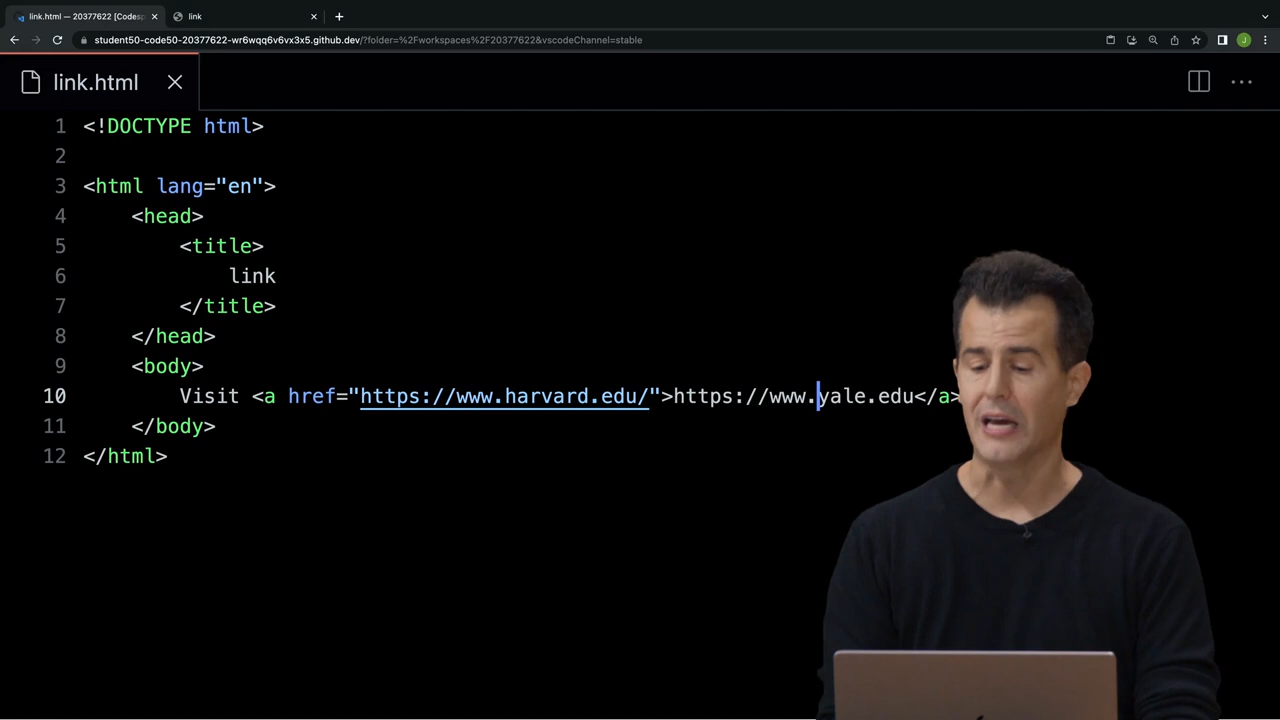 link.html — 20377622 [Codesp
link
student50-code50-20377622-wr6wqq6v6vx3x5.github.dev/?folder=%2Fworkspaces%2F20377622&vscodeChannel=stable
J
link.html
1 <!DOCTYPE html>
2
3 <html lang="en">
4 <head>
5 <title>
6 link
7 </title>
8 </head>
9 <body>
10 Visit <a href="https://www.harvard.edu/">https://www.yale.edu</a>
11 </body>
12 </html>